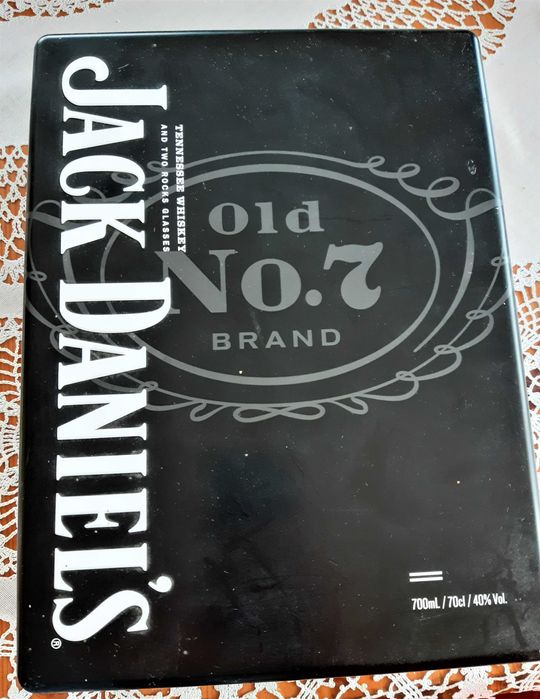 JACK DANIEL'S®
TENNESSEE WHISKEY
AND TWO ROCKS GLASSES
Old
No.7
BRAND
700mL / 70cl / 40% Vol.